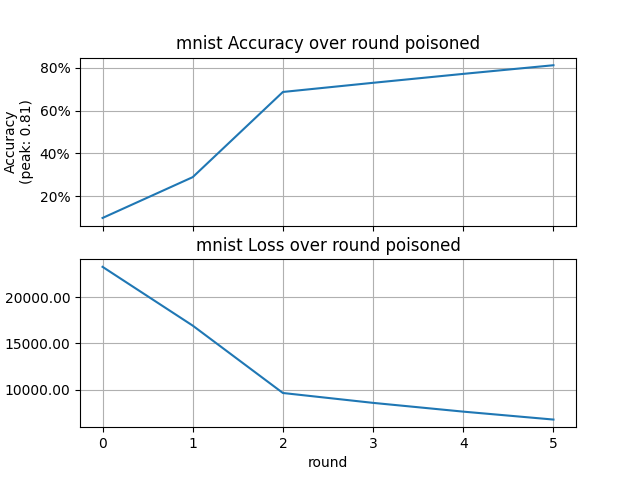 mnist Accuracy over round poisoned
80%
60%
40%
20%
Accuracy
(peak: 0.81)
mnist Loss over round poisoned
20000.00
15000.00
10000.00
0 1 2 3 4 5
round